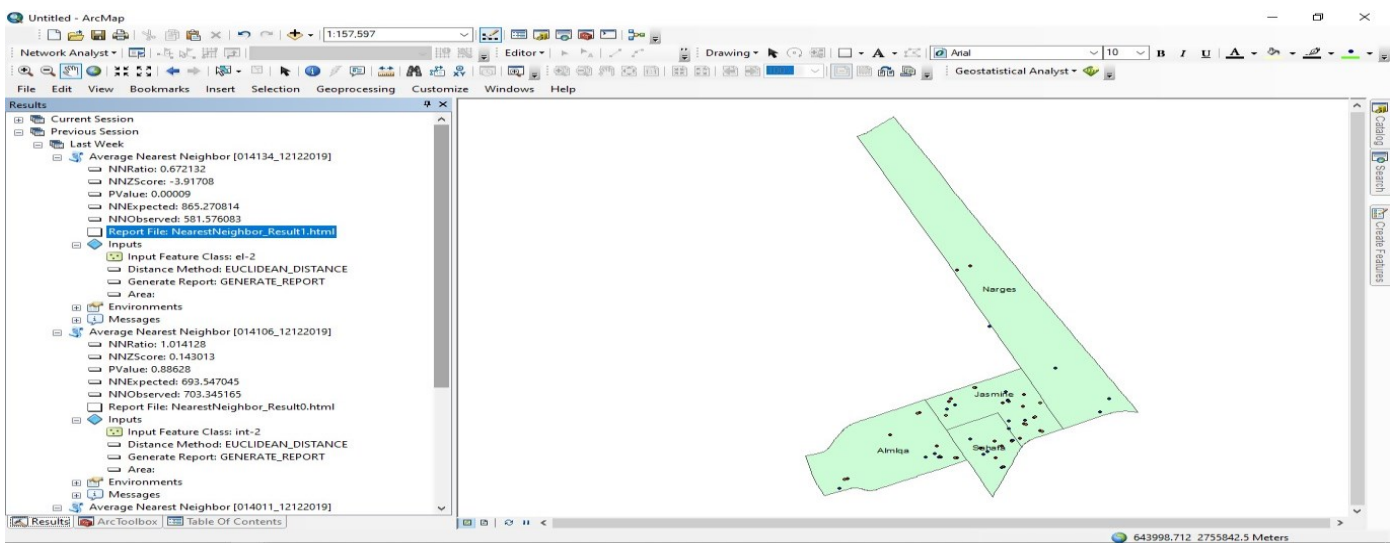 Untitled - ArcMap
1:157,597
Network Analyst
Editor
Drawing
A
Arial
10
B I U A
Geostatistical Analyst
File Edit View Bookmarks Insert Selection Geoprocessing Customize Windows Help
Results
Current Session
Previous Session
Last Week
Average Nearest Neighbor [014134_12122019]
NNRatio: 0.672132
NNZScore: -3.91708
PValue: 0.00009
NNExpected: 865.270814
NNObserved: 581.576083
Report File: NearestNeighbor_Result1.html
Inputs
Input Feature Class: el-2
Distance Method: EUCLIDEAN_DISTANCE
Generate Report: GENERATE_REPORT
Area:
Environments
Messages
Average Nearest Neighbor [014106_12122019]
NNRatio: 1.014128
NNZScore: 0.143013
PValue: 0.88628
NNExpected: 693.547045
NNObserved: 703.345165
Report File: NearestNeighbor_Result0.html
Inputs
Input Feature Class: int-2
Distance Method: EUCLIDEAN_DISTANCE
Generate Report: GENERATE_REPORT
Area:
Environments
Messages
Average Nearest Neighbor [014011_12122019]
Results ArcToolbox Table Of Contents
Narges
Jasmine
Almqa
Catalog
Search
Create Features
643998.712 2755842.5 Meters